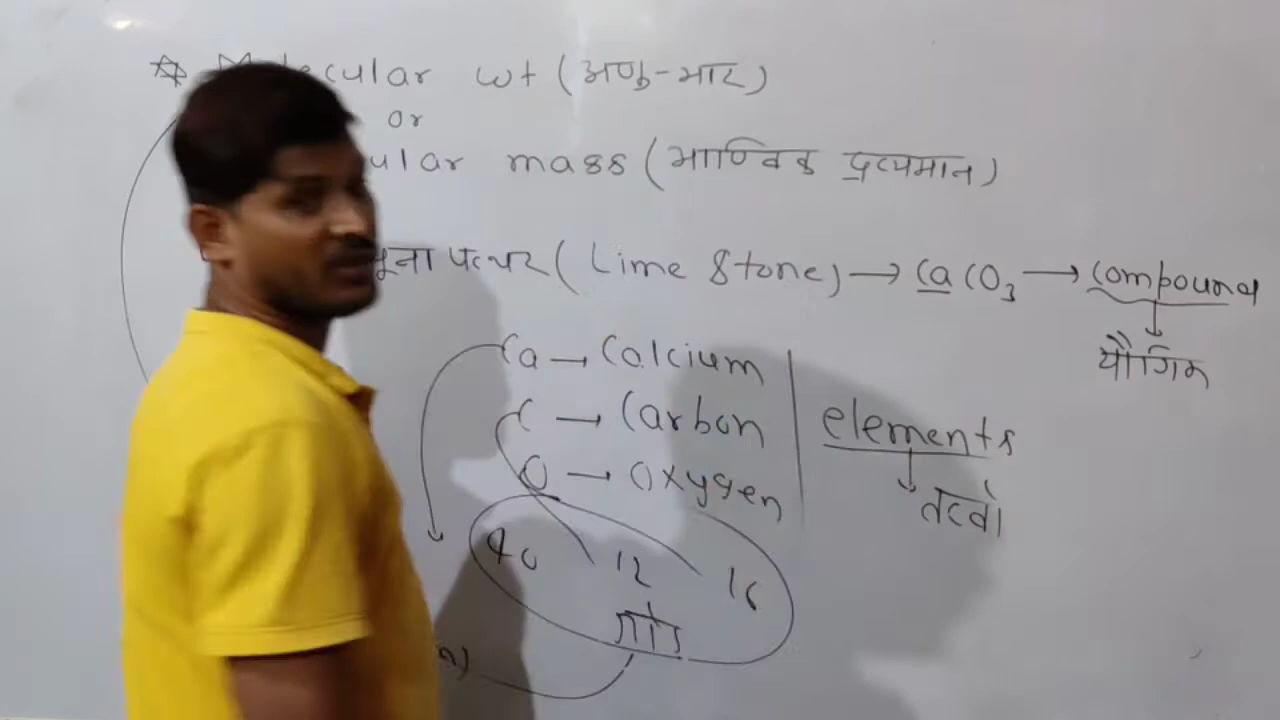 Molecular wt (अणु-भार)
or
ular mass (आण्विक द्रव्यमान)
चूना पत्थर (Lime Stone) → CaCO₃ → Compound
यौगिक
Ca → Calcium
C → Carbon
O → Oxygen
elements
तत्वों
40 12 16